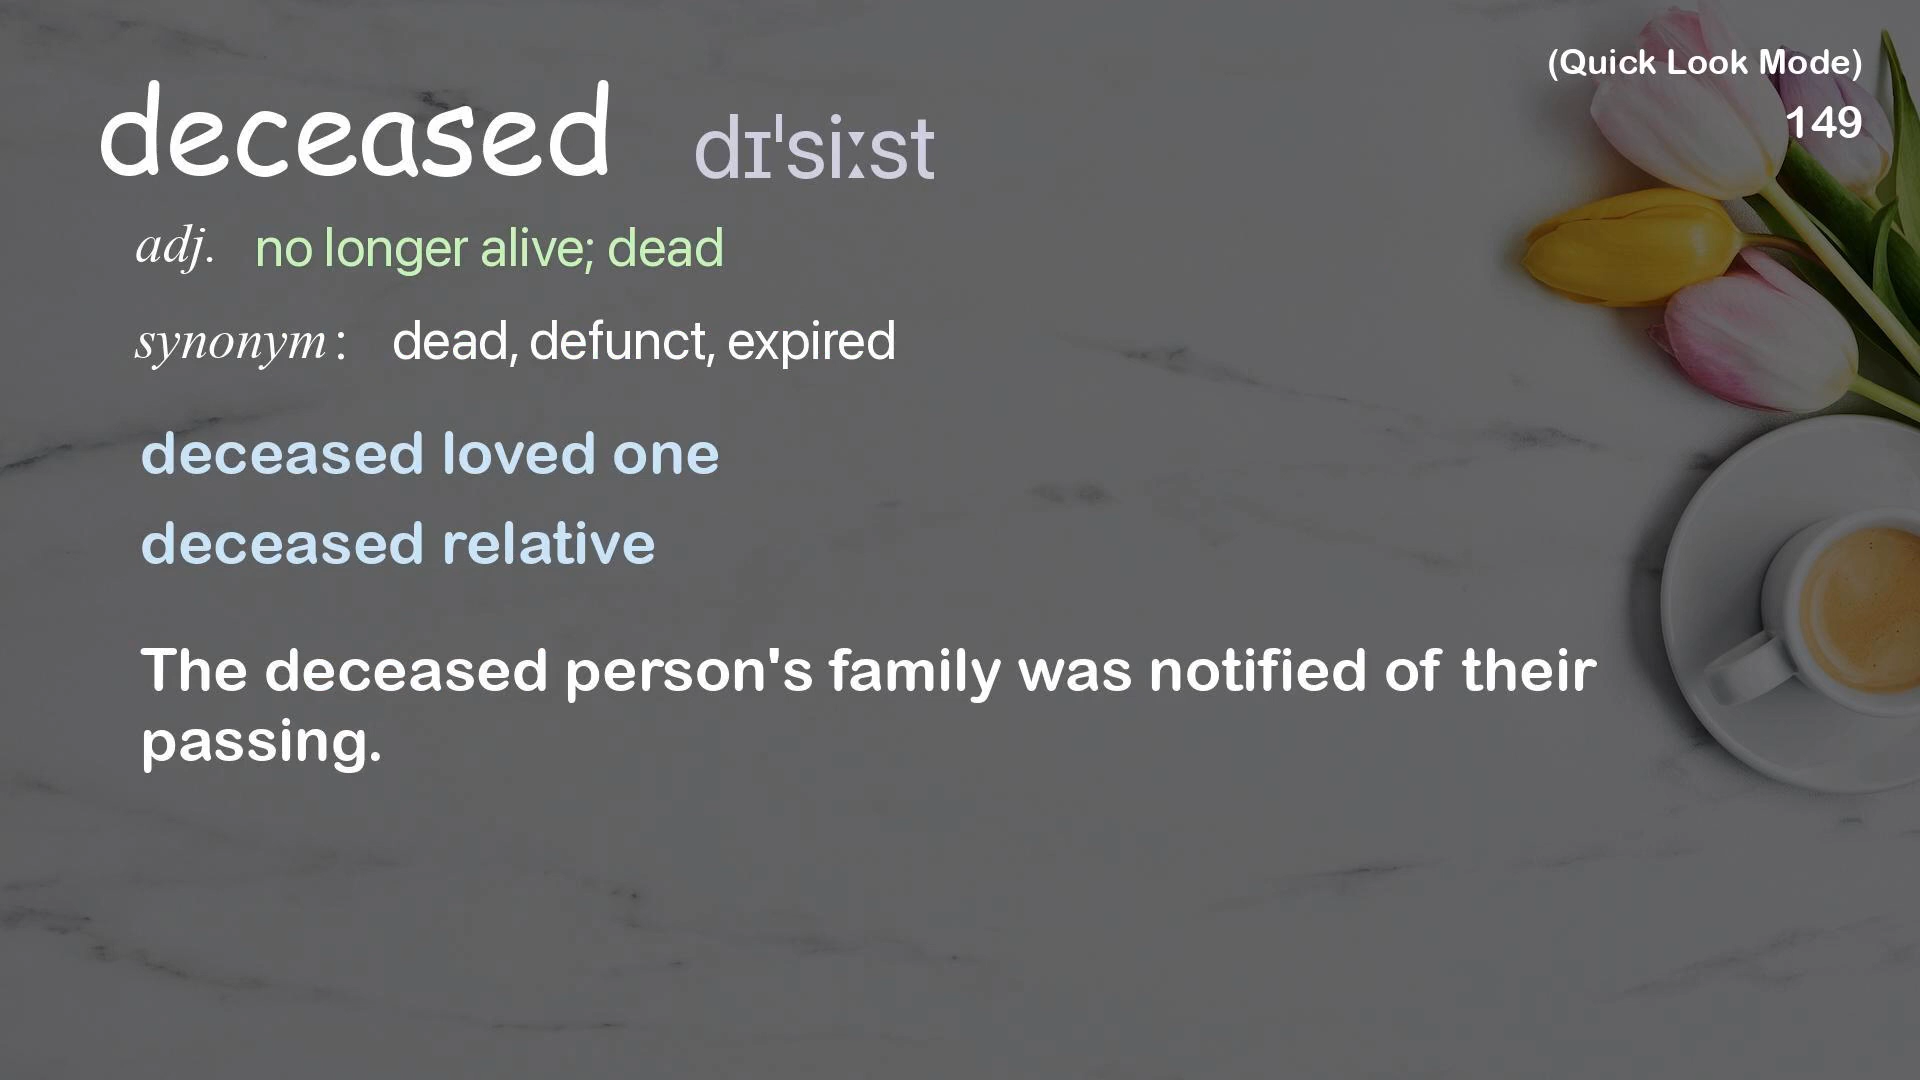 (Quick Look Mode)
149
deceased dɪˈsiːst
adj. no longer alive; dead
synonym: dead, defunct, expired
deceased loved one
deceased relative
The deceased person's family was notified of their
passing.